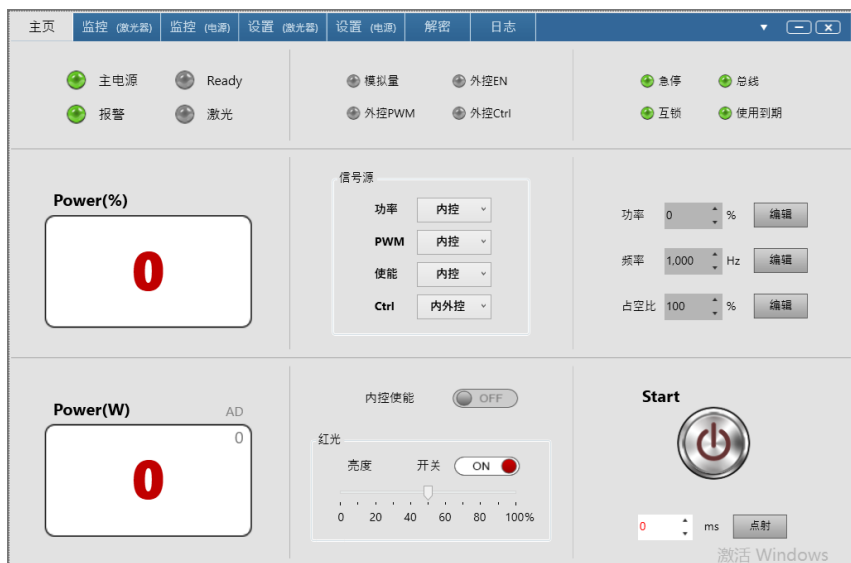 主页 监控 (激光器) 监控 (电源) 设置 (激光器) 设置 (电源) 解密 日志
主电源 Ready 模拟量 外控EN 急停 总线
报警 激光 外控PWM 外控Ctrl 互锁 使用到期
Power(%)
0
信号源
功率 内控
PWM 内控
使能 内控
Ctrl 内外控
功率 0 % 编辑
频率 1,000 Hz 编辑
占空比 100 % 编辑
Power(W) AD
0
0
内控使能 OFF
红光
亮度 开关 ON
0 20 40 60 80 100%
Start
0 ms 点射
激活 Windows